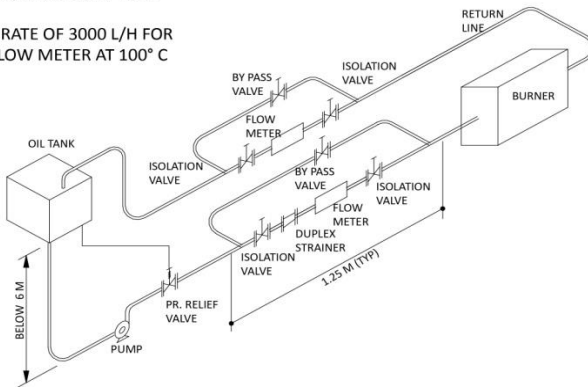 RATE OF 3000 L/H FOR
LOW METER AT 100° C
RETURN
LINE
ISOLATION
VALVE
BY PASS
VALVE
BURNER
FLOW
METER
OIL TANK
ISOLATION
VALVE
BY PASS
VALVE
ISOLATION
VALVE
FLOW
METER
DUPLEX
STRAINER
ISOLATION
VALVE
1.25 M (TYP)
PR. RELIEF
VALVE
BELOW 6 M
PUMP